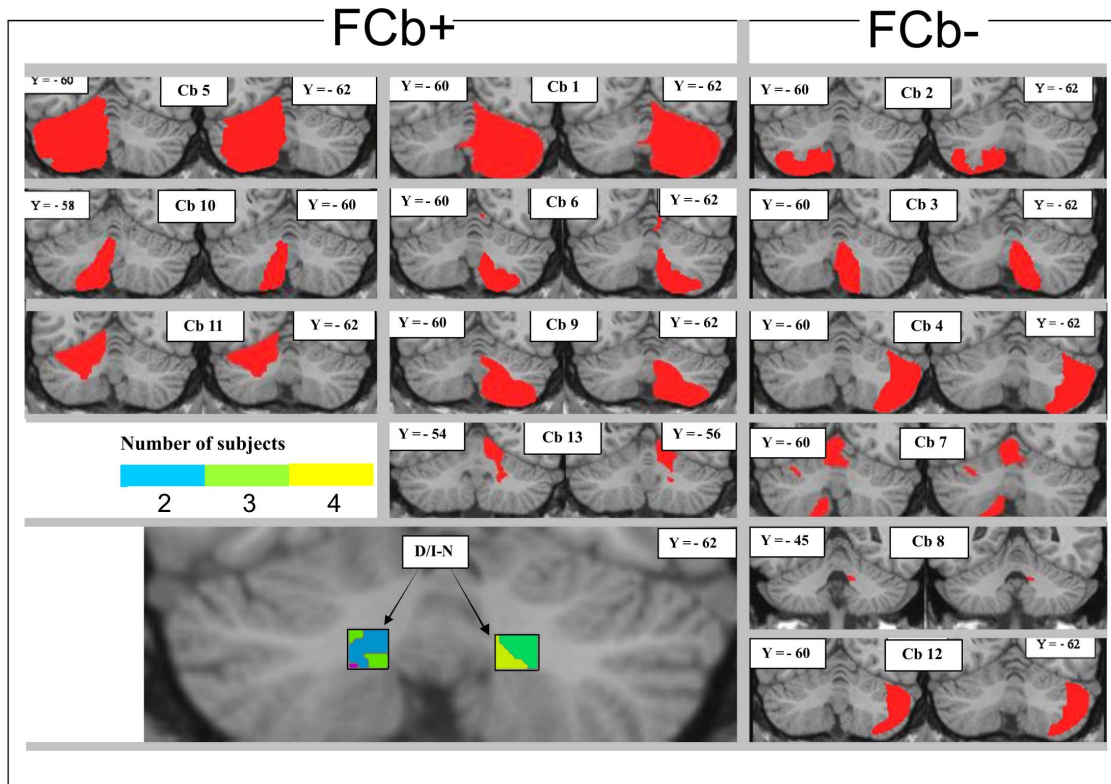 FCb+
FCb-
Y = - 60
Cb 5
Y = - 62
Y = - 60
Cb 1
Y = - 62
Y = - 60
Cb 2
Y = - 62
Y = - 58
Cb 10
Y = - 60
Y = - 60
Cb 6
Y = - 62
Y = - 60
Cb 3
Y = - 62
Cb 11
Y = - 62
Y = - 60
Cb 9
Y = - 62
Y = - 60
Cb 4
Y = - 62
Number of subjects
2 3 4
Y = - 54
Cb 13
Y = - 56
Y = - 60
Cb 7
D/I-N
Y = - 62
Y = - 45
Cb 8
Y = - 60
Cb 12
Y = - 62